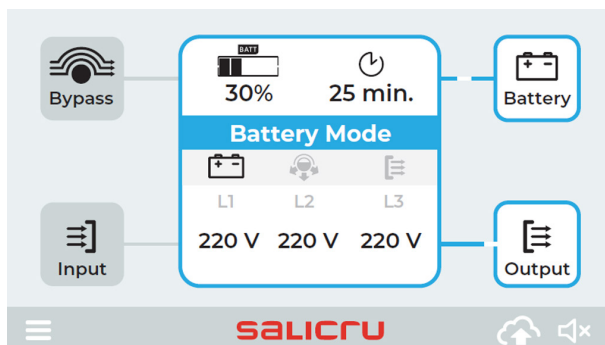 BATT
30% 25 min.
Bypass
Battery
Battery Mode
L1 L2 L3
220 V 220 V 220 V
Input
Output
salicru